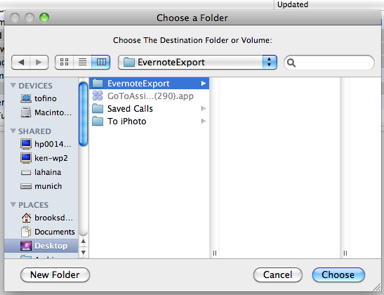 Updated
Choose a Folder
Choose The Destination Folder or Volume:
EvernoteExport
DEVICES
tofino
Macinto...
SHARED
hp0014...
ken-wp2
lahaina
munich
PLACES
brooksd...
Documents
Desktop
EvernoteExport
GoToAssi...(290).app
Saved Calls
To iPhoto
New Folder
Cancel
Choose